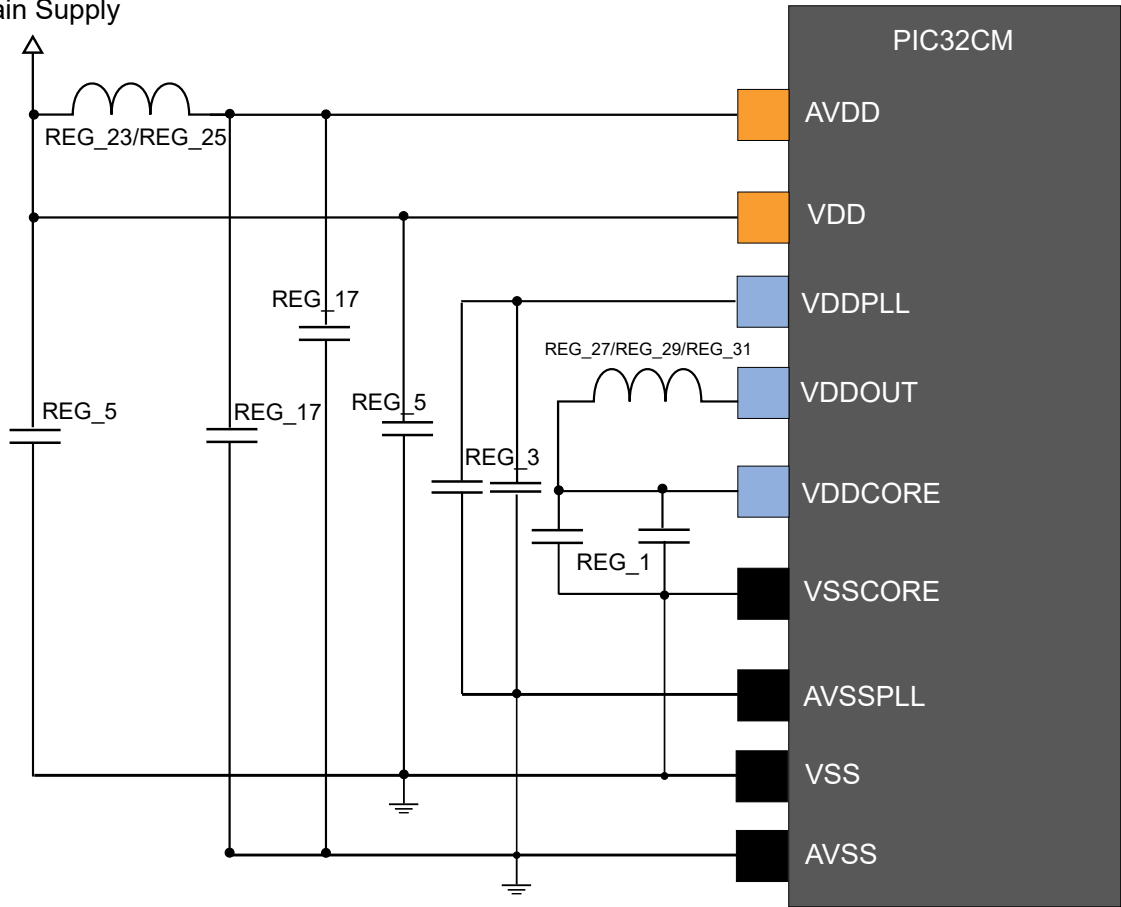 ain Supply
PIC32CM
AVDD
REG_23/REG_25
VDD
REG_17
VDDPLL
REG_27/REG_29/REG_31
VDDOUT
REG_5
REG_17
REG_5
REG_3
VDDCORE
REG_1
VSSCORE
AVSSPLL
VSS
AVSS